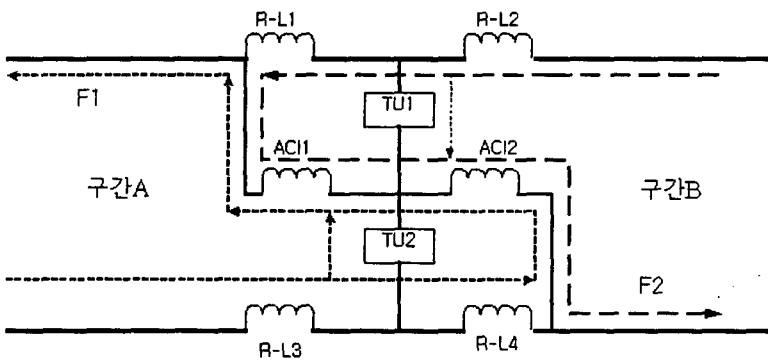 R-L1 R-L2
F1
TU1
ACI1 ACI2
구간A 구간B
TU2
F2
R-L3 R-L4